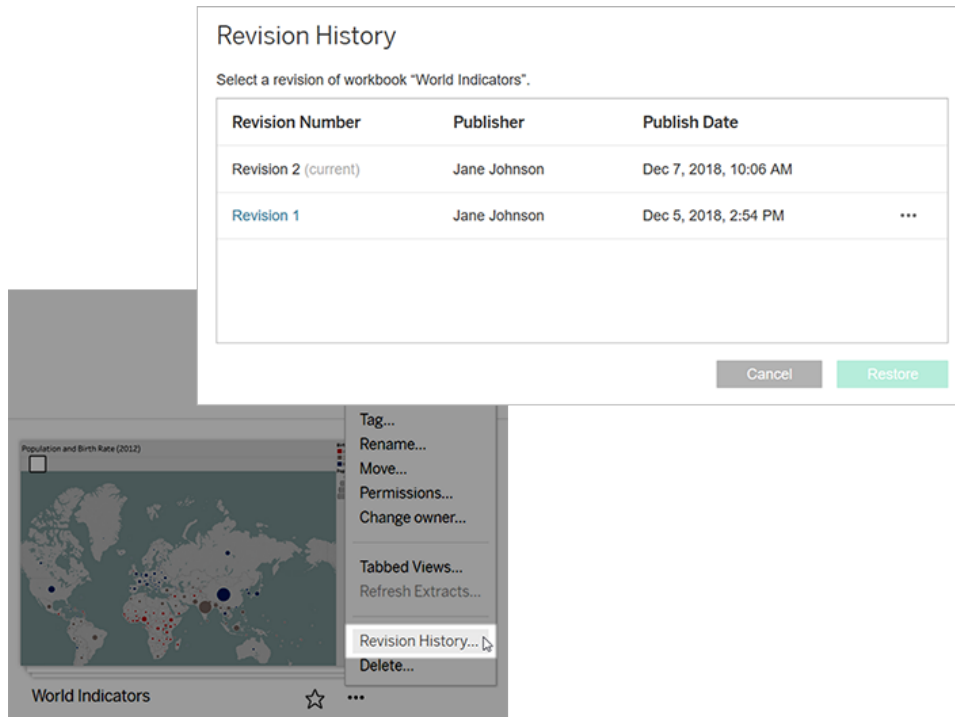 Revision History
Select a revision of workbook “World Indicators”.
Revision Number Publisher Publish Date
Revision 2 (current) Jane Johnson Dec 7, 2018, 10:06 AM
Revision 1 Jane Johnson Dec 5, 2018, 2:54 PM ...
Cancel Restore
Tag...
Rename...
Move...
Permissions...
Change owner...
Tabbed Views...
Refresh Extracts...
Revision History...
Delete...
Population and Birth Rate (2012)
World Indicators ...